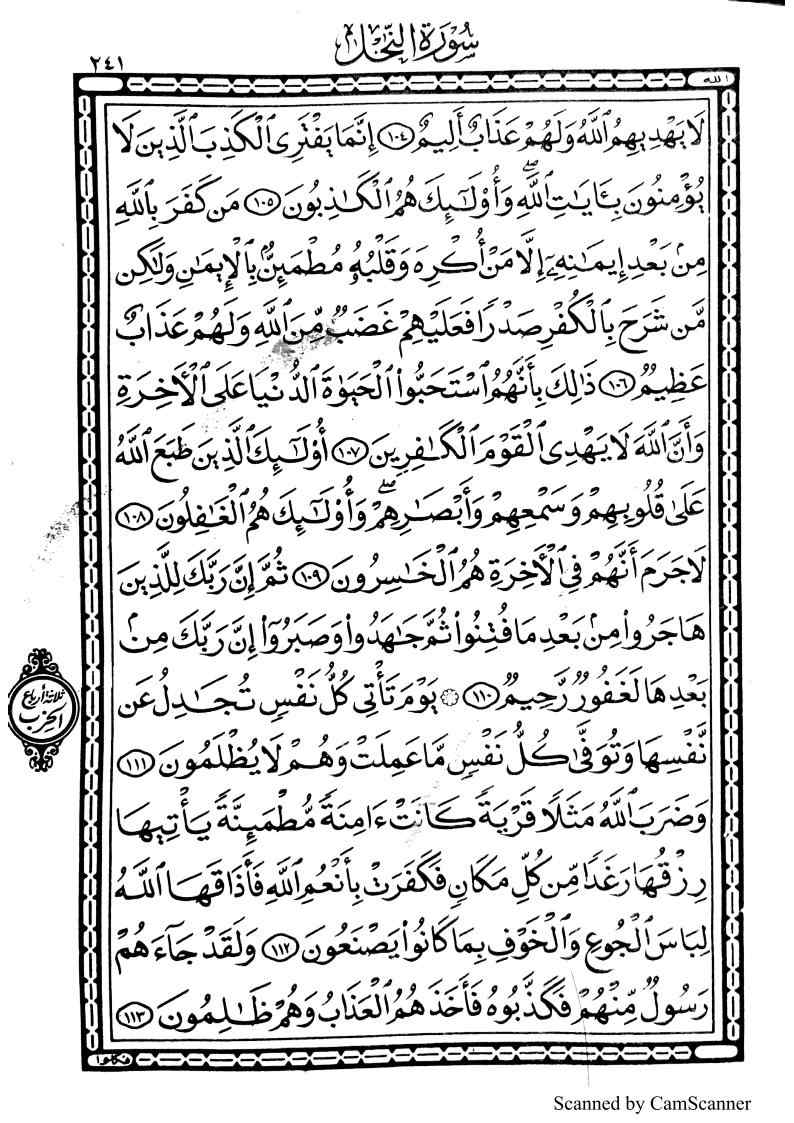 سُورَةُ النَّحْلِ
٢٤١
الله
لَا يَهْدِيهِمُ ٱللَّهُ وَلَهُمْ عَذَابٌ أَلِيمٌ ١٠٤ إِنَّمَا يَفْتَرِى ٱلْكَذِبَ ٱلَّذِينَ لَا
يُؤْمِنُونَ بِـَٔايَـٰتِ ٱللَّهِ ۖ وَأُوْلَـٰٓئِكَ هُمُ ٱلْكَـٰذِبُونَ ١٠٥ مَن كَفَرَ بِٱللَّهِ
مِنۢ بَعْدِ إِيمَـٰنِهِۦٓ إِلَّا مَنْ أُكْرِهَ وَقَلْبُهُۥ مُطْمَئِنٌّۢ بِٱلْإِيمَـٰنِ وَلَـٰكِن
مَّن شَرَحَ بِٱلْكُفْرِ صَدْرًا فَعَلَيْهِمْ غَضَبٌ مِّنَ ٱللَّهِ وَلَهُمْ عَذَابٌ
عَظِيمٌ ١٠٦ ذَٰلِكَ بِأَنَّهُمُ ٱسْتَحَبُّوا۟ ٱلْحَيَوٰةَ ٱلدُّنْيَا عَلَى ٱلْأَخِرَةِ
وَأَنَّ ٱللَّهَ لَا يَهْدِى ٱلْقَوْمَ ٱلْكَـٰفِرِينَ ١٠٧ أُوْلَـٰٓئِكَ ٱلَّذِينَ طَبَعَ ٱللَّهُ
عَلَىٰ قُلُوبِهِمْ وَسَمْعِهِمْ وَأَبْصَـٰرِهِمْ ۖ وَأُوْلَـٰٓئِكَ هُمُ ٱلْغَـٰفِلُونَ ١٠٨
لَا جَرَمَ أَنَّهُمْ فِى ٱلْأَخِرَةِ هُمُ ٱلْخَـٰسِرُونَ ١٠٩ ثُمَّ إِنَّ رَبَّكَ لِلَّذِينَ
هَاجَرُوا۟ مِنۢ بَعْدِ مَا فُتِنُوا۟ ثُمَّ جَـٰهَدُوا۟ وَصَبَرُوٓا۟ إِنَّ رَبَّكَ مِنۢ
بَعْدِهَا لَغَفُورٌ رَّحِيمٌ ١١٠ ۞ يَوْمَ تَأْتِى كُلُّ نَفْسٍ تُجَـٰدِلُ عَن
نَّفْسِهَا وَتُوَفَّىٰ كُلُّ نَفْسٍ مَّا عَمِلَتْ وَهُمْ لَا يُظْلَمُونَ ١١١
وَضَرَبَ ٱللَّهُ مَثَلًا قَرْيَةً كَانَتْ ءَامِنَةً مُّطْمَئِنَّةً يَأْتِيهَا
رِزْقُهَا رَغَدًا مِّن كُلِّ مَكَانٍ فَكَفَرَتْ بِأَنْعُمِ ٱللَّهِ فَأَذَاقَهَا ٱللَّهُ
لِبَاسَ ٱلْجُوعِ وَٱلْخَوْفِ بِمَا كَانُوا۟ يَصْنَعُونَ ١١٢ وَلَقَدْ جَآءَهُمْ
رَسُولٌ مِّنْهُمْ فَكَذَّبُوهُ فَأَخَذَهُمُ ٱلْعَذَابُ وَهُمْ ظَـٰلِمُونَ ١١٣
ثلاثة أرباع
الحزب
فكلوا
Scanned by CamScanner